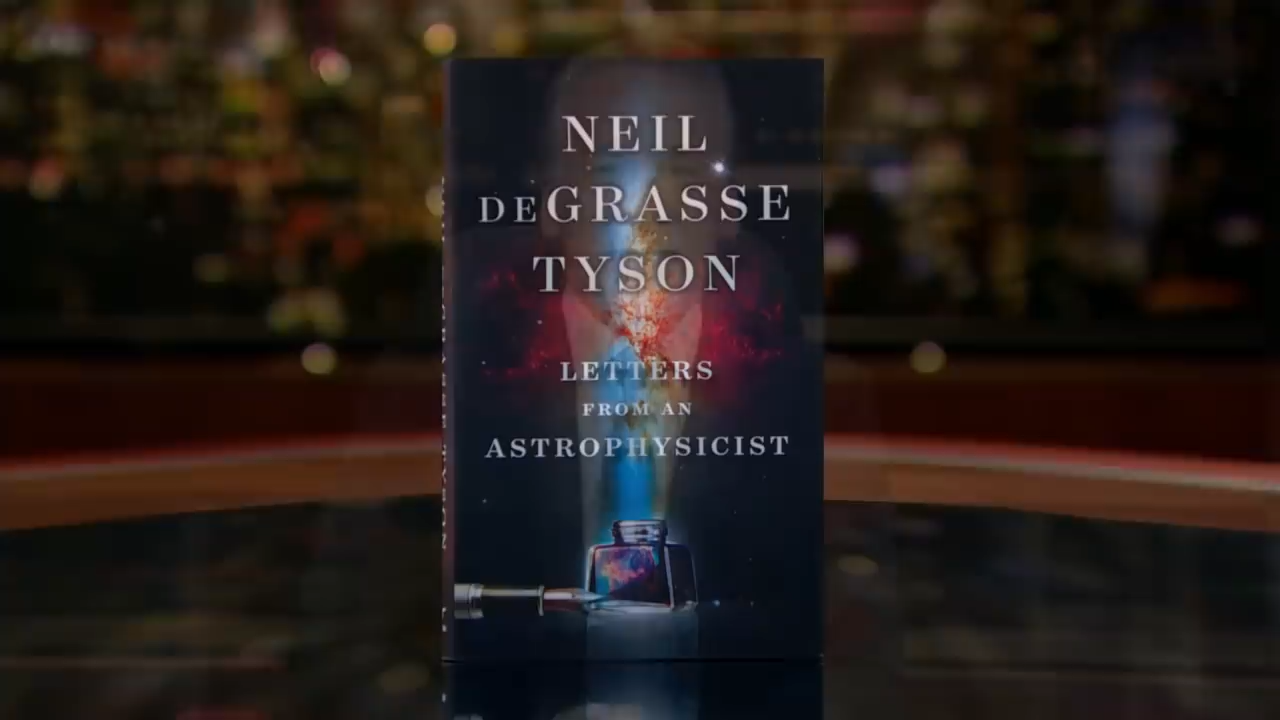 NEIL
DEGRASSE
TYSON
LETTERS
FROM AN
ASTROPHYSICIST